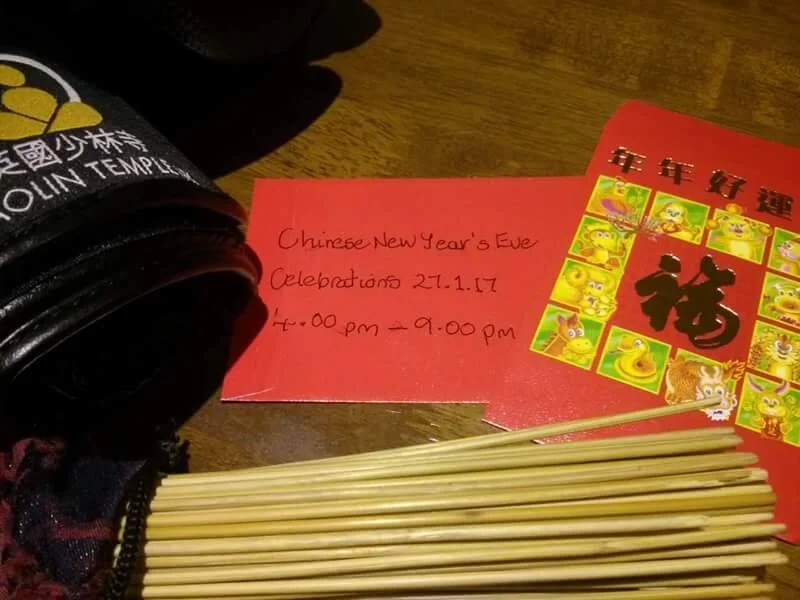 英國少林寺
OLIN TEMPLE
Chinese New Year's Eve
Celebrations 27.1.17
4.00 pm - 9.00 pm
年年好運
福